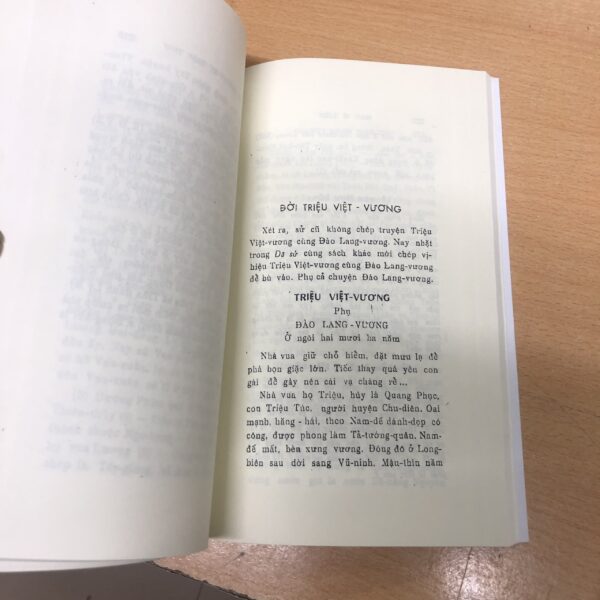 ĐỜI TRIỆU VIỆT - VƯƠNG
Xét ra, sử cũ không chép truyện Triệu
Việt-vương cùng Đào Lang-vương. Nay nhặt
trong Dã sử cùng sách khác mới chép vị-
hiệu Triệu Việt-vương cùng Đào Lang-vương
để bù vào. Phụ cả chuyện Đào Lang-vương.
TRIỆU VIỆT-VƯƠNG
Phụ
ĐÀO LANG - VƯƠNG
Ở ngôi hai mươi ba năm
Nhà vua giữ chỗ hiểm, đặt mưu lạ để
phá bọn giặc lớn. Tiếc thay quá yên con
gái để gây nên cái vạ chàng rể...
Nhà vua họ Triệu, húy là Quang Phục,
con Triệu Túc, người huyện Chu-diên. Oai
mạnh, hăng - hái, theo Nam-đế đánh-dẹp có
công, được phong làm Tả-tướng-quân. Nam-
đế mất, bèn xưng vương. Đóng đô ở Long-
biên sau dời sang Vũ-ninh. Mậu-thìn năm